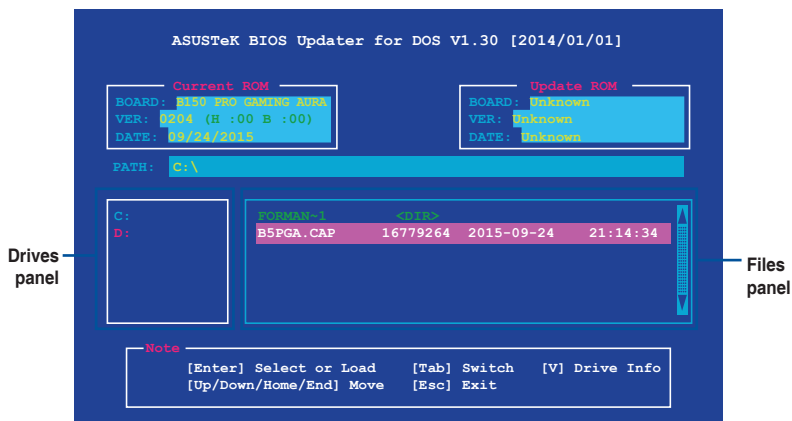 ASUSTeK BIOS Updater for DOS V1.30 [2014/01/01]
Current ROM
BOARD: B150 PRO GAMING AURA
VER: 0204 (H :00 B :00)
DATE: 09/24/2015
Update ROM
BOARD: Unknown
VER: Unknown
DATE: Unknown
PATH: C:\
Drives panel
C:
D:
FORMAN~1 <DIR>
B5PGA.CAP 16779264 2015-09-24 21:14:34
Files panel
Note
[Enter] Select or Load [Tab] Switch [V] Drive Info
[Up/Down/Home/End] Move [Esc] Exit